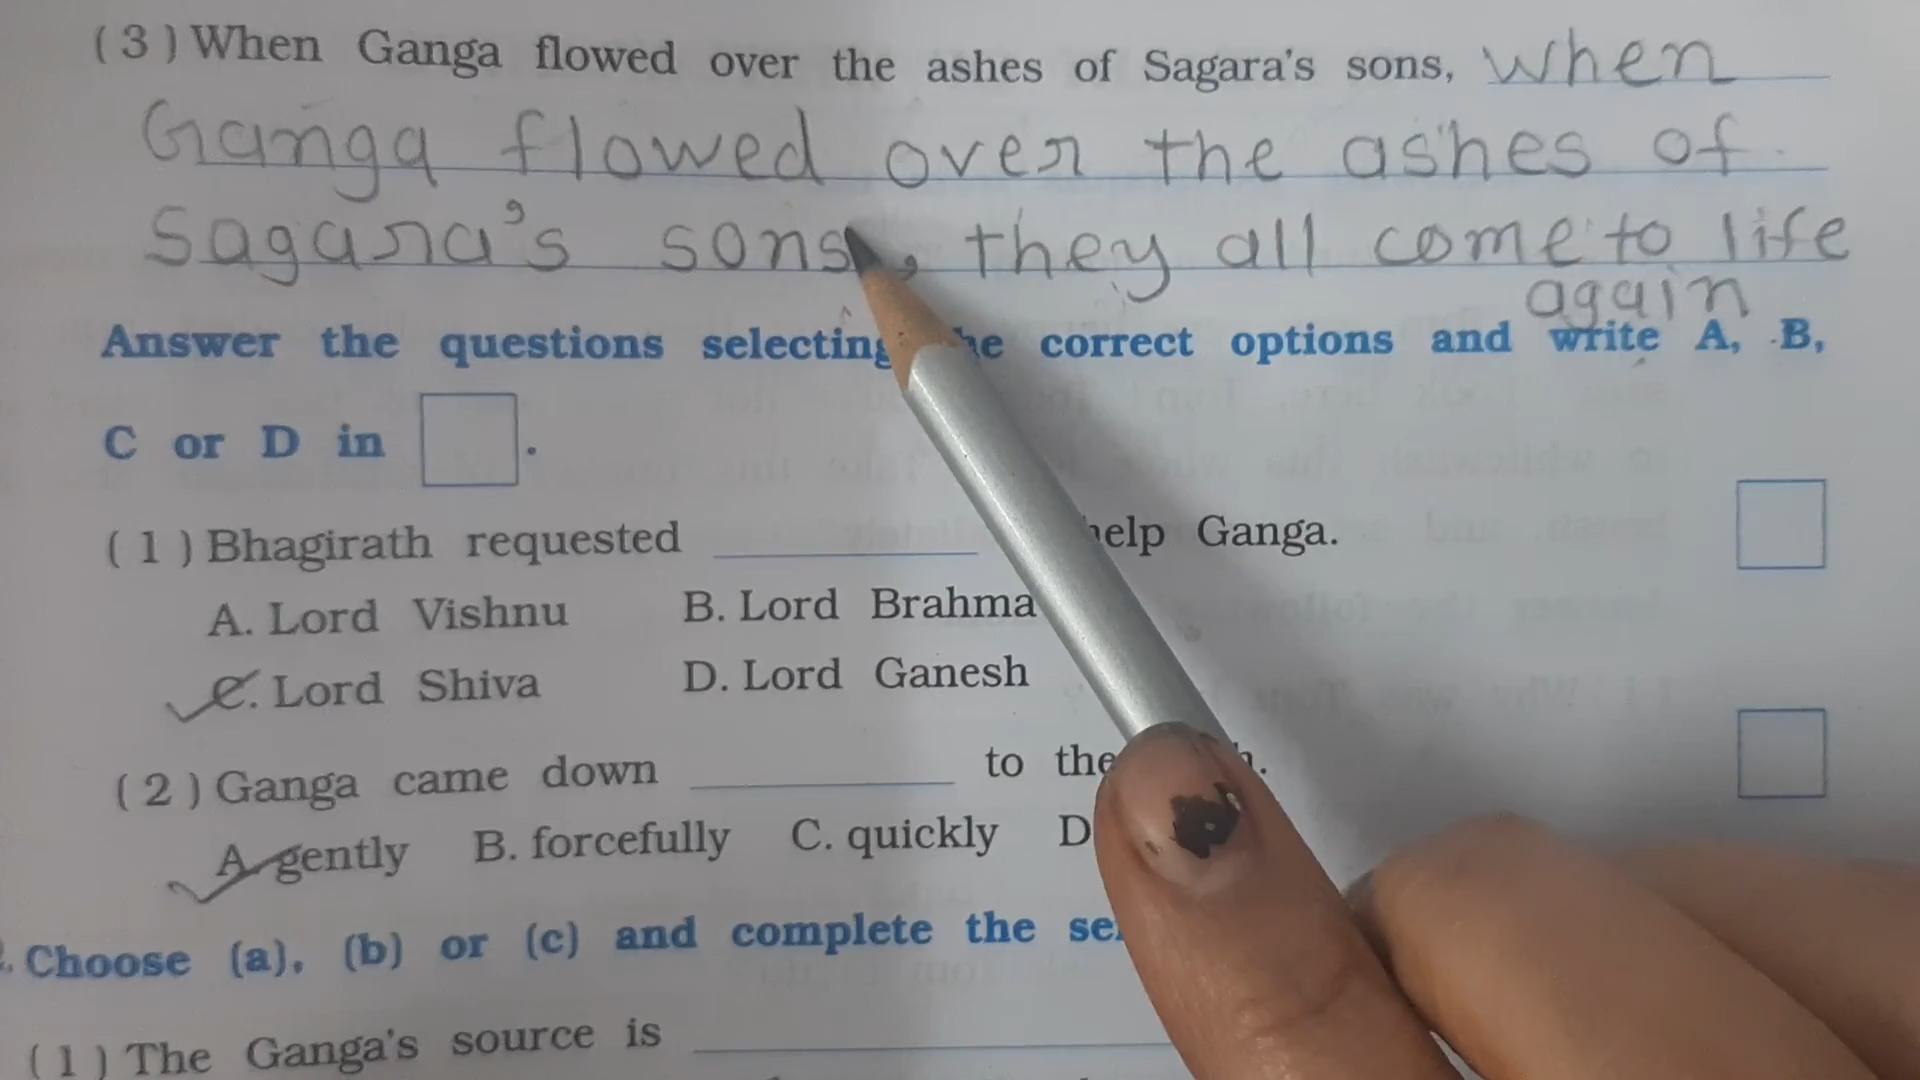 (3) When Ganga flowed over the ashes of Sagara's sons, when
Ganga flowed over the ashes of
Sagara's sons, they all come to life
again
Answer the questions selecting correct options and write A, B,
C or D in .
(1) Bhagirath requested help Ganga.
A. Lord Vishnu B. Lord Brahma
C. Lord Shiva D. Lord Ganesh
(2) Ganga came down to the
A. gently B. forcefully C. quickly D
Choose (a), (b) or (c) and complete the
(1) The Ganga's source is